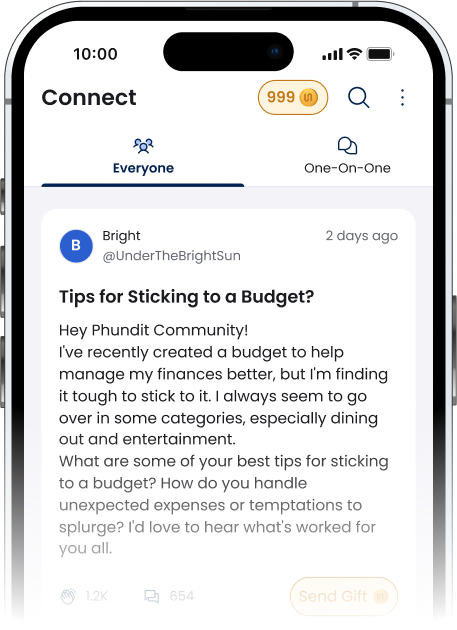 10:00
Connect
999
Everyone
One-On-One
B
Bright
2 days ago
@UnderTheBrightSun
Tips for Sticking to a Budget?
Hey Phundit Community!
I've recently created a budget to help
manage my finances better, but I'm finding
it tough to stick to it. I always seem to go
over in some categories, especially dining
out and entertainment.
What are some of your best tips for sticking
to a budget? How do you handle
unexpected expenses or temptations to
splurge? I'd love to hear what's worked for
you all.
1.2K
654
Send Gift